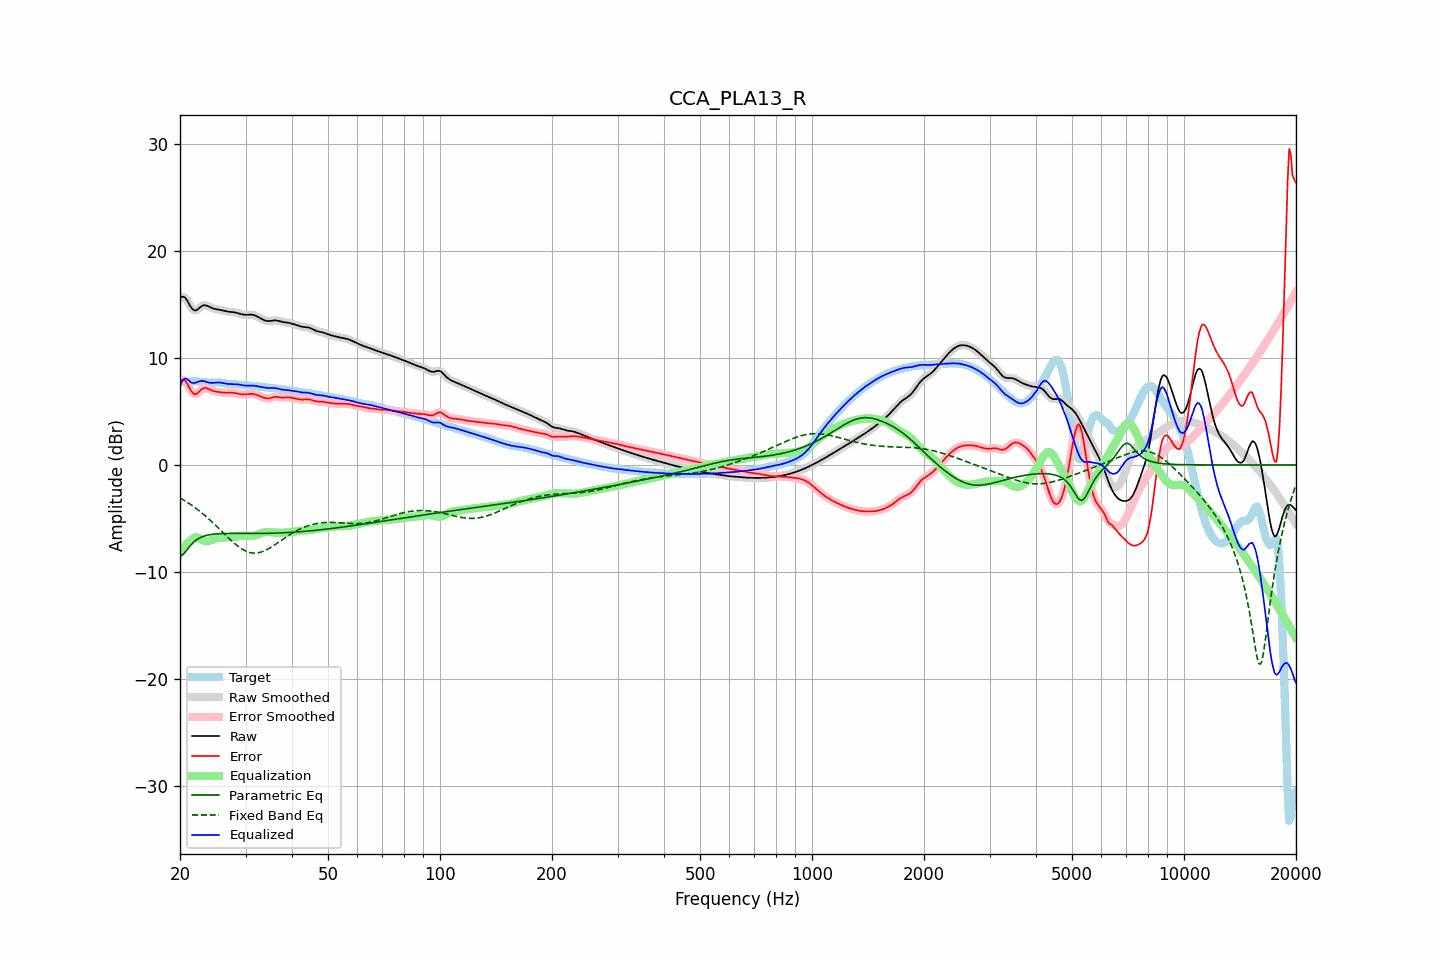 CCA_PLA13_R
Amplitude (dBr)
30
20
10
0
−10
−20
−30
Target
Raw Smoothed
Error Smoothed
Raw
Error
Equalization
Parametric Eq
Fixed Band Eq
Equalized
20
50
100
200
500
1000
2000
5000
10000
20000
Frequency (Hz)